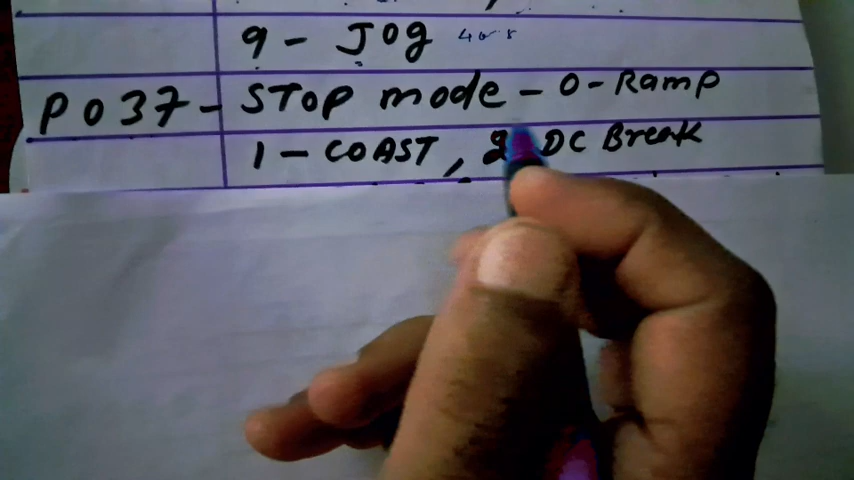 9 - Jog
P037 - STOP mode - 0 - Ramp
1 - COAST, 2 DC Break